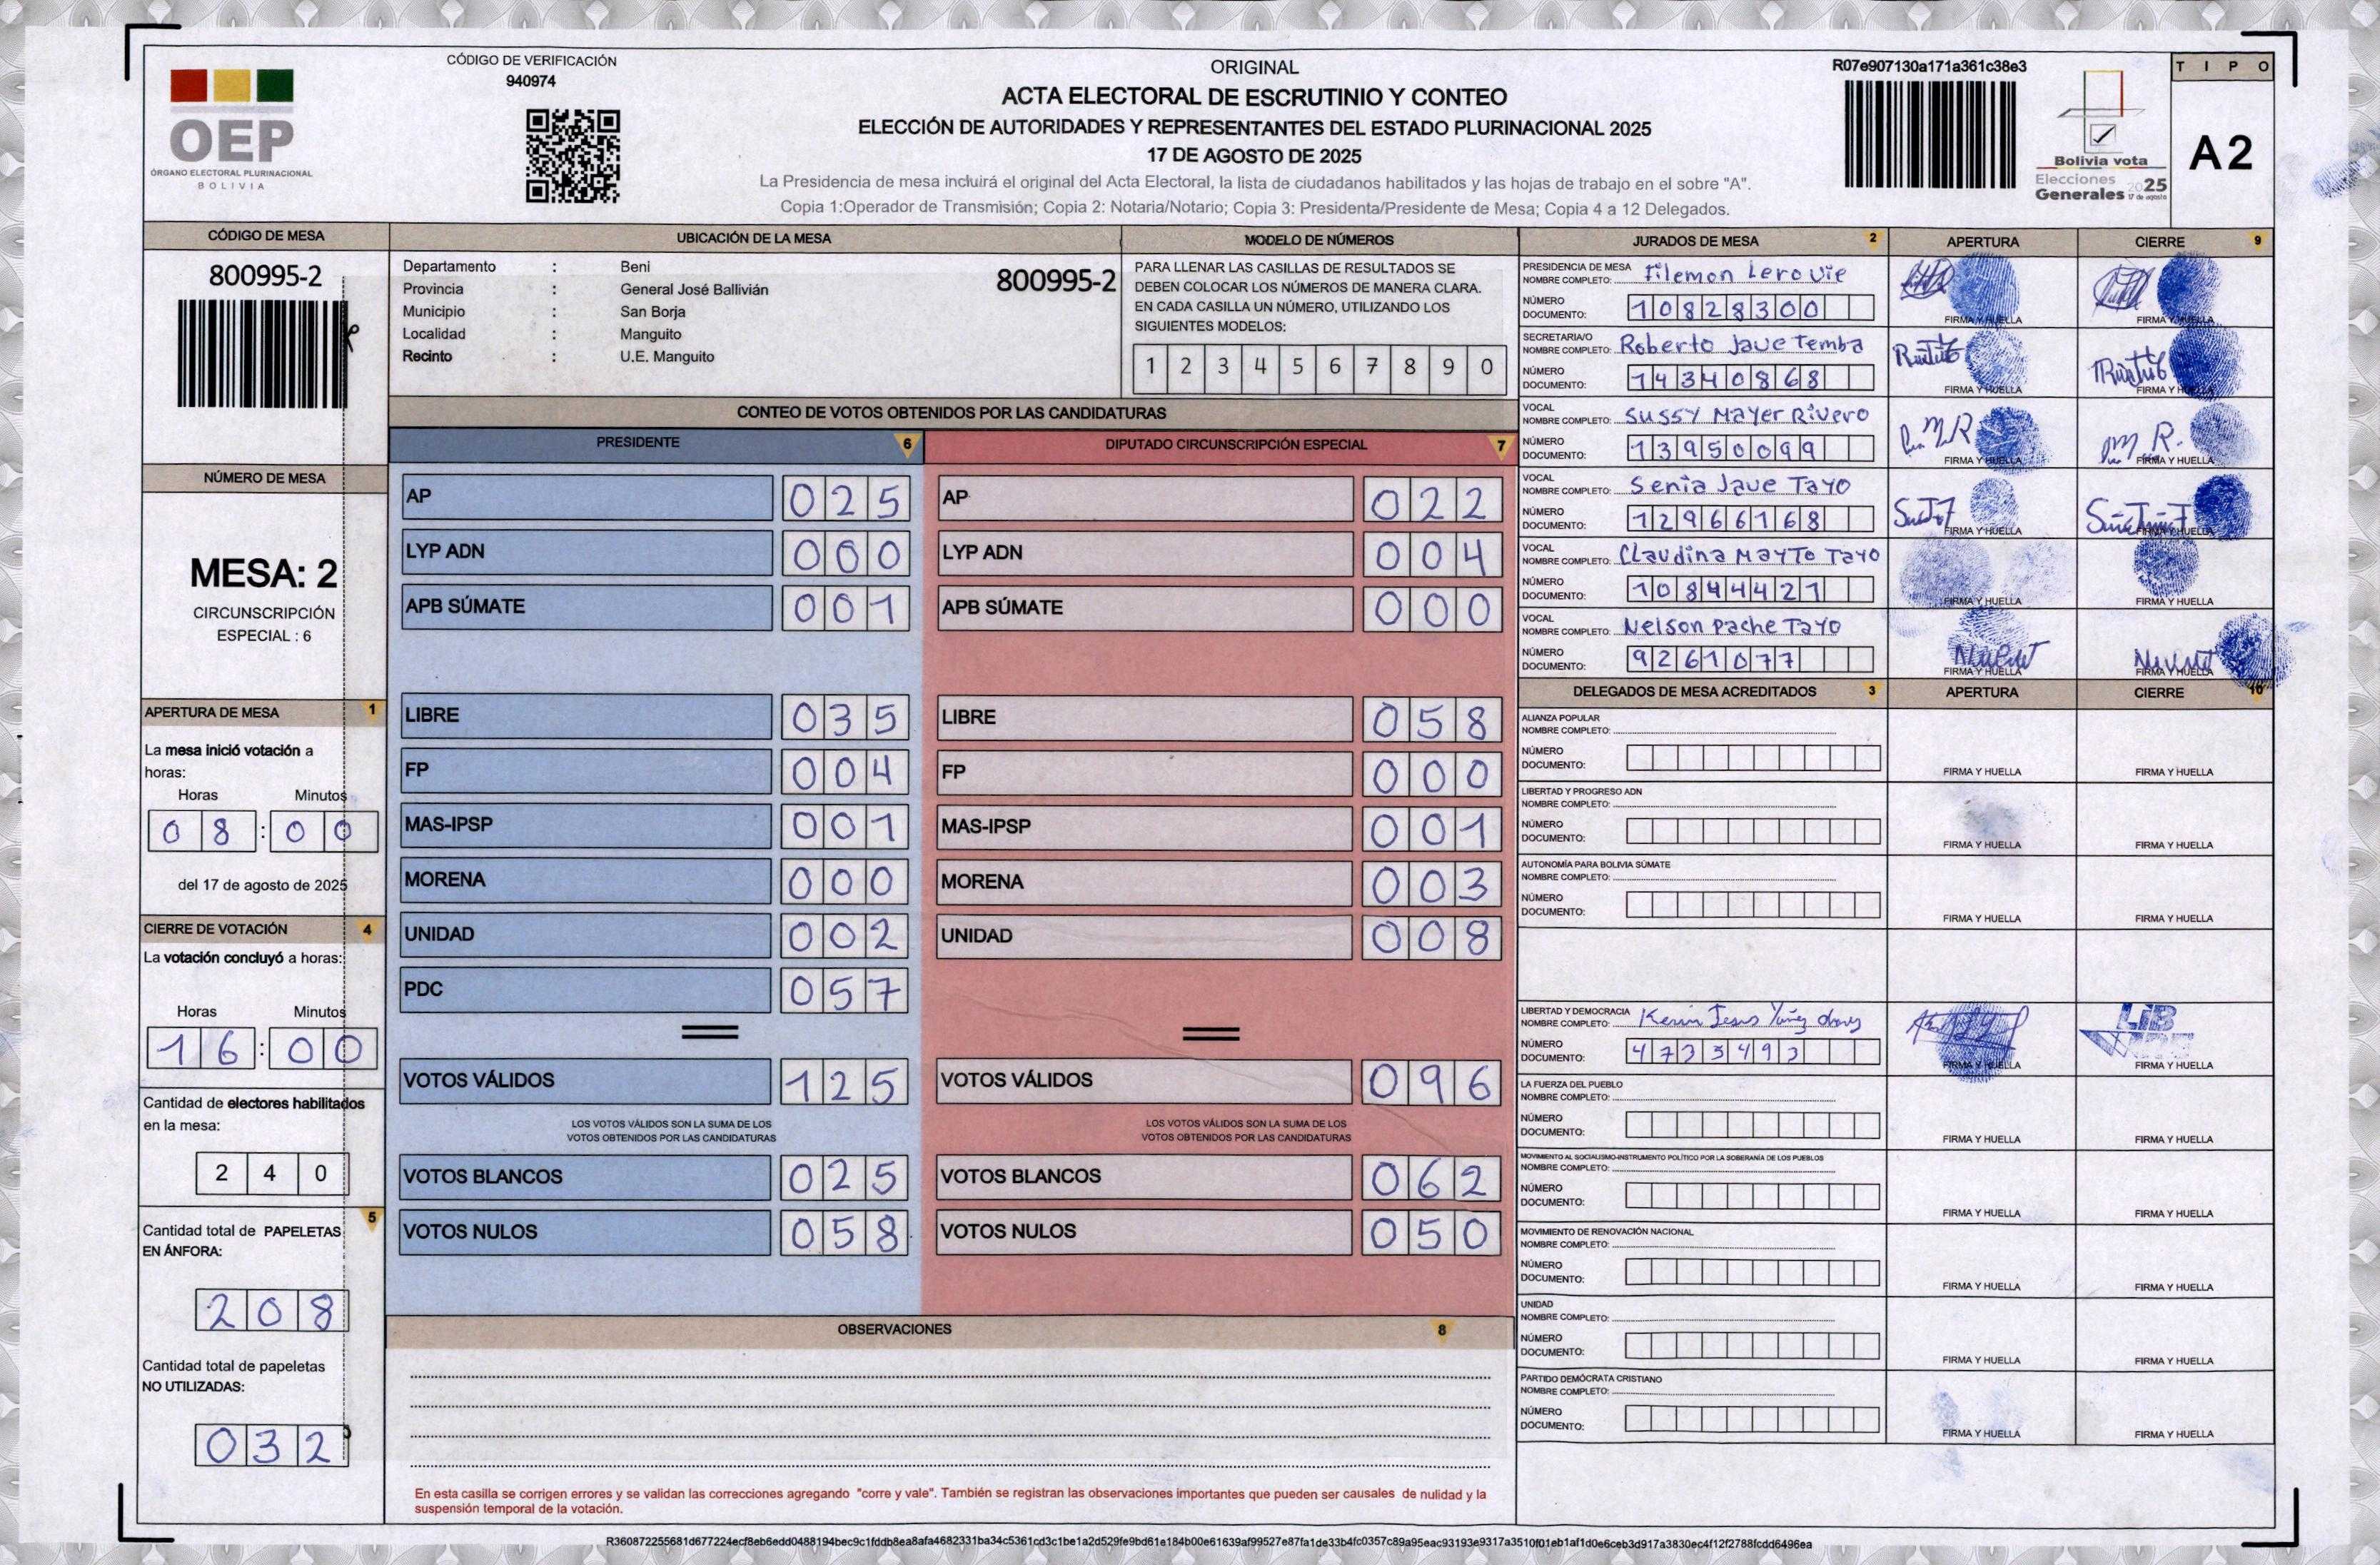 CÓDIGO DE VERIFICACIÓN
940974
OEP
ÓRGANO ELECTORAL PLURINACIONAL
BOLIVIA
ORIGINAL
ACTA ELECTORAL DE ESCRUTINIO Y CONTEO
ELECCIÓN DE AUTORIDADES Y REPRESENTANTES DEL ESTADO PLURINACIONAL 2025
17 DE AGOSTO DE 2025
La Presidencia de mesa incluirá el original del Acta Electoral, la lista de ciudadanos habilitados y las hojas de trabajo en el sobre "A".
Copia 1:Operador de Transmisión; Copia 2: Notaria/Notario; Copia 3: Presidenta/Presidente de Mesa; Copia 4 a 12 Delegados.
R07e907130a171a361c38e3
Bolivia vota
Elecciones
Generales 2025
17 de agosto
TIPO
A2
CÓDIGO DE MESA
800995-2
NÚMERO DE MESA
MESA: 2
CIRCUNSCRIPCIÓN
ESPECIAL : 6
APERTURA DE MESA 1
La mesa inició votación a
horas:
Horas Minutos
08:00
del 17 de agosto de 2025
CIERRE DE VOTACIÓN 4
La votación concluyó a horas:
Horas Minutos
16:00
Cantidad de electores habilitados
en la mesa:
240
5
Cantidad total de PAPELETAS
EN ÁNFORA:
208
Cantidad total de papeletas
NO UTILIZADAS:
032
UBICACIÓN DE LA MESA
Departamento : Beni
800995-2
Provincia : General José Ballivián
Municipio : San Borja
Localidad : Manguito
Recinto : U.E. Manguito
MODELO DE NÚMEROS
PARA LLENAR LAS CASILLAS DE RESULTADOS SE
DEBEN COLOCAR LOS NÚMEROS DE MANERA CLARA.
EN CADA CASILLA UN NÚMERO, UTILIZANDO LOS
SIGUIENTES MODELOS:
1 2 3 4 5 6 7 8 9 0
CONTEO DE VOTOS OBTENIDOS POR LAS CANDIDATURAS
PRESIDENTE 6
AP 025
LYP ADN 000
APB SÚMATE 001
LIBRE 035
FP 004
MAS-IPSP 001
MORENA 000
UNIDAD 002
PDC 057
VOTOS VÁLIDOS 125
LOS VOTOS VÁLIDOS SON LA SUMA DE LOS
VOTOS OBTENIDOS POR LAS CANDIDATURAS
VOTOS BLANCOS 025
VOTOS NULOS 058
DIPUTADO CIRCUNSCRIPCIÓN ESPECIAL 7
AP 022
LYP ADN 004
APB SÚMATE 000
LIBRE 058
FP 000
MAS-IPSP 001
MORENA 003
UNIDAD 008
VOTOS VÁLIDOS 096
LOS VOTOS VÁLIDOS SON LA SUMA DE LOS
VOTOS OBTENIDOS POR LAS CANDIDATURAS
VOTOS BLANCOS 062
VOTOS NULOS 050
OBSERVACIONES 8
En esta casilla se corrigen errores y se validan las correcciones agregando "corre y vale". También se registran las observaciones importantes que pueden ser causales de nulidad y la
suspensión temporal de la votación.
JURADOS DE MESA 2 APERTURA CIERRE 9
PRESIDENCIA DE MESA
NOMBRE COMPLETO: Filemon Lero Vie
NÚMERO
DOCUMENTO: 10828300
FIRMA Y HUELLA FIRMA Y HUELLA
SECRETARIA/O
NOMBRE COMPLETO: Roberto Jave Temba
NÚMERO
DOCUMENTO: 14340868
FIRMA Y HUELLA FIRMA Y HUELLA
VOCAL
NOMBRE COMPLETO: Sussy Mayer Rivero
NÚMERO
DOCUMENTO: 13950099
FIRMA Y HUELLA FIRMA Y HUELLA
VOCAL
NOMBRE COMPLETO: Senia Jave Tayo
NÚMERO
DOCUMENTO: 12966168
FIRMA Y HUELLA FIRMA Y HUELLA
VOCAL
NOMBRE COMPLETO: Claudina Mayto Tayo
NÚMERO
DOCUMENTO: 10844421
FIRMA Y HUELLA FIRMA Y HUELLA
VOCAL
NOMBRE COMPLETO: Nelson Pache Tayo
NÚMERO
DOCUMENTO: 9261077
FIRMA Y HUELLA FIRMA Y HUELLA
DELEGADOS DE MESA ACREDITADOS 3 APERTURA CIERRE 10
ALIANZA POPULAR
NOMBRE COMPLETO:
NÚMERO
DOCUMENTO:
FIRMA Y HUELLA FIRMA Y HUELLA
LIBERTAD Y PROGRESO ADN
NOMBRE COMPLETO:
NÚMERO
DOCUMENTO:
FIRMA Y HUELLA FIRMA Y HUELLA
AUTONOMÍA PARA BOLIVIA SÚMATE
NOMBRE COMPLETO:
NÚMERO
DOCUMENTO:
FIRMA Y HUELLA FIRMA Y HUELLA
LIBERTAD Y DEMOCRACIA
NOMBRE COMPLETO: Kevin Jesus Yañez
NÚMERO
DOCUMENTO: 4733493
FIRMA Y HUELLA FIRMA Y HUELLA
LA FUERZA DEL PUEBLO
NOMBRE COMPLETO:
NÚMERO
DOCUMENTO:
FIRMA Y HUELLA FIRMA Y HUELLA
MOVIMIENTO AL SOCIALISMO-INSTRUMENTO POLÍTICO POR LA SOBERANÍA DE LOS PUEBLOS
NOMBRE COMPLETO:
NÚMERO
DOCUMENTO:
FIRMA Y HUELLA FIRMA Y HUELLA
MOVIMIENTO DE RENOVACIÓN NACIONAL
NOMBRE COMPLETO:
NÚMERO
DOCUMENTO:
FIRMA Y HUELLA FIRMA Y HUELLA
UNIDAD
NOMBRE COMPLETO:
NÚMERO
DOCUMENTO:
FIRMA Y HUELLA FIRMA Y HUELLA
PARTIDO DEMÓCRATA CRISTIANO
NOMBRE COMPLETO:
NÚMERO
DOCUMENTO:
FIRMA Y HUELLA FIRMA Y HUELLA